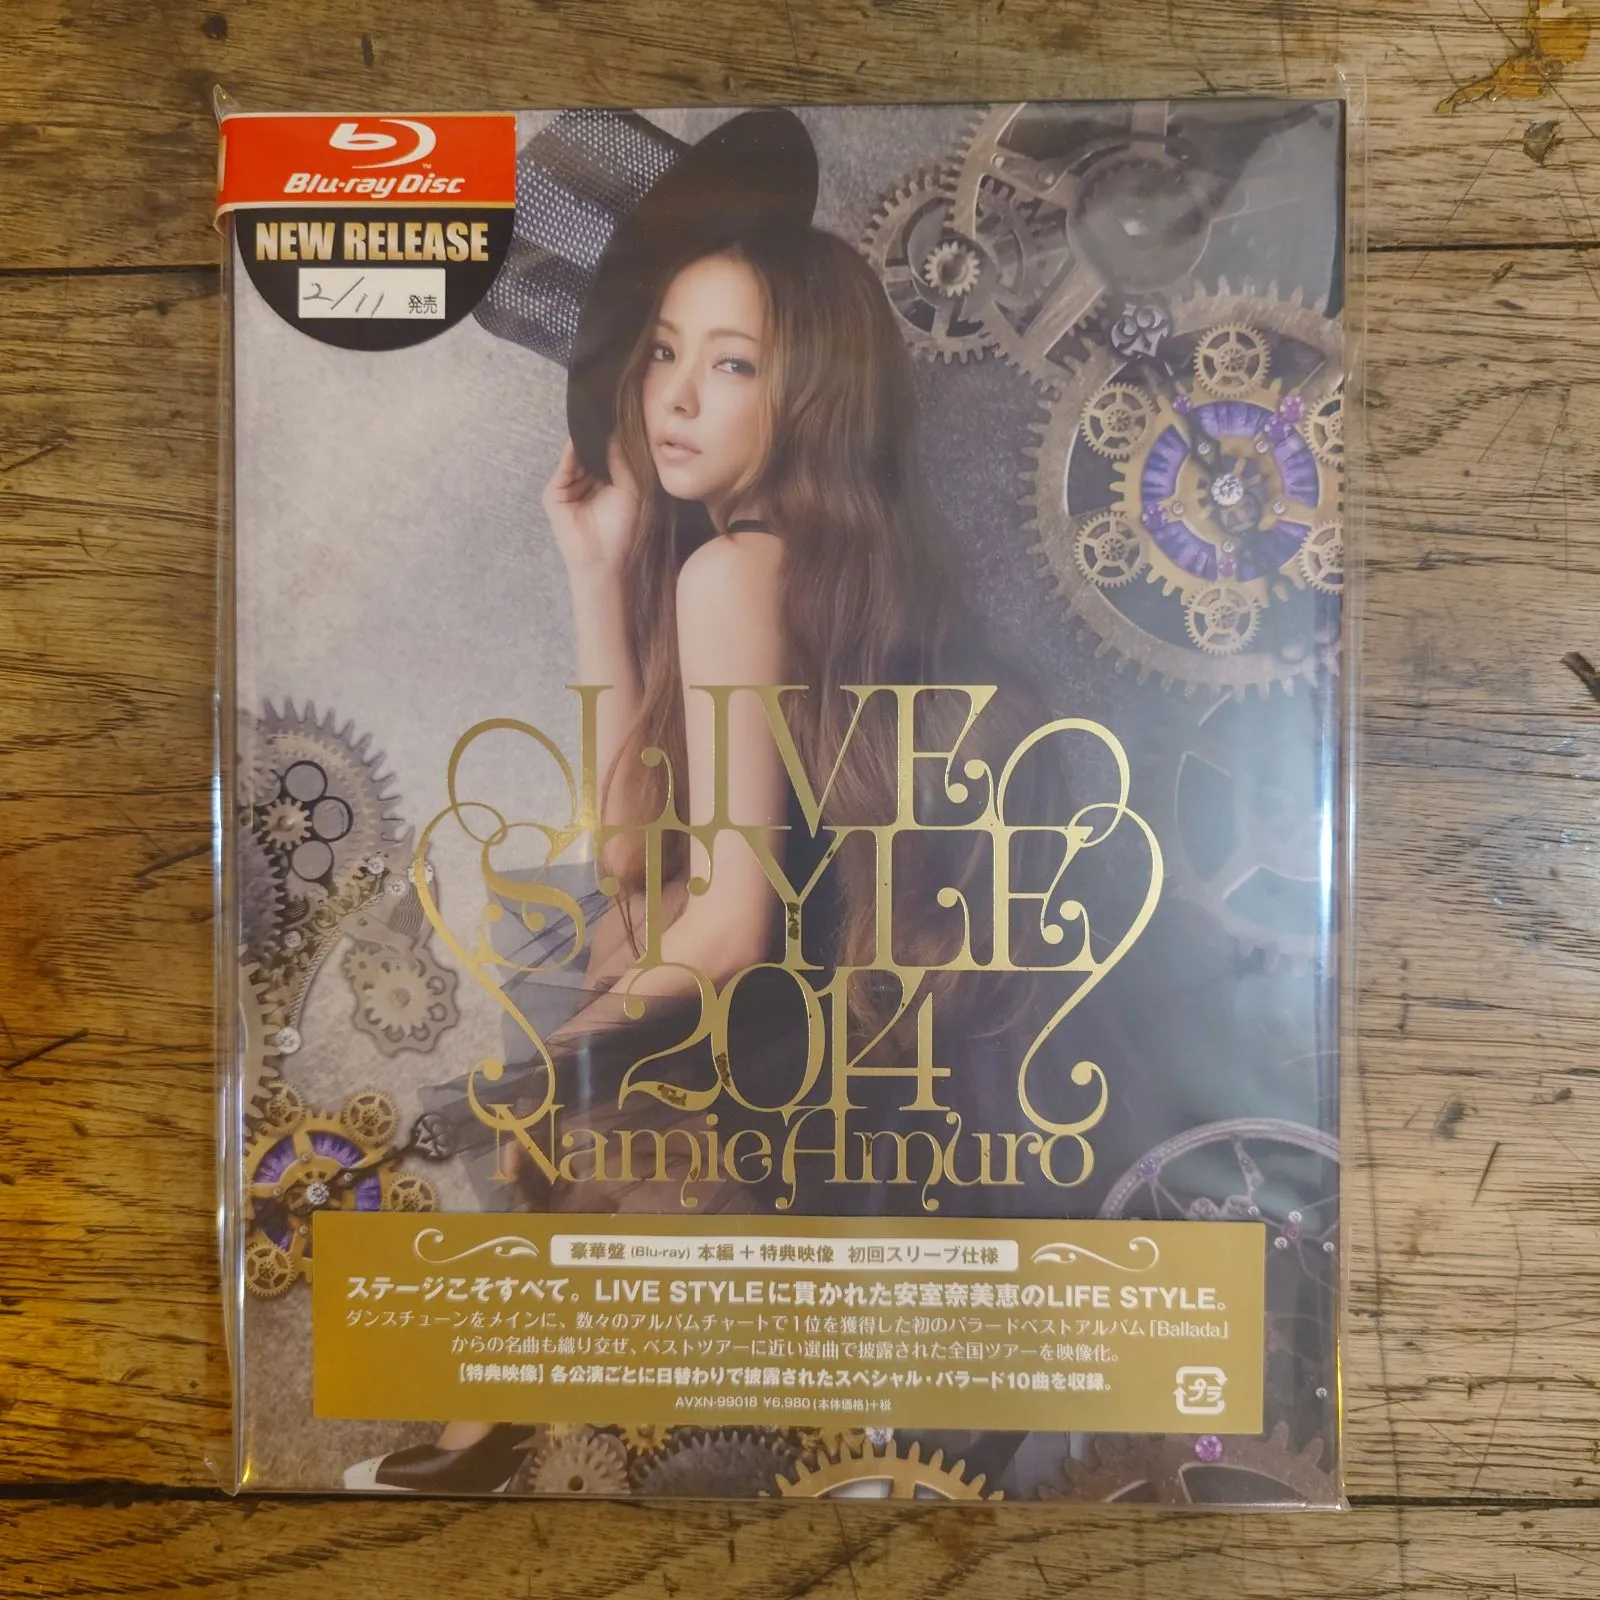 Blu-ray Disc™
NEW RELEASE
2/11 発売
LIVE
STYLE
2014
Namie Amuro
豪華盤 (Blu-ray) 本編+特典映像 初回スリーブ仕様
ステージこそすべて。LIVE STYLEに貫かれた安室奈美恵のLIFE STYLE。
ダンスチューンをメインに、数々のアルバムチャートで1位を獲得した初のバラードベストアルバム「Ballada」
からの名曲も織り交ぜ、ベストツアーに近い選曲で披露された全国ツアーを映像化。
【特典映像】各公演ごとに日替わりで披露されたスペシャル・バラード10曲を収録。
AVXN-99018 ¥6,980(本体価格)+税
プラ